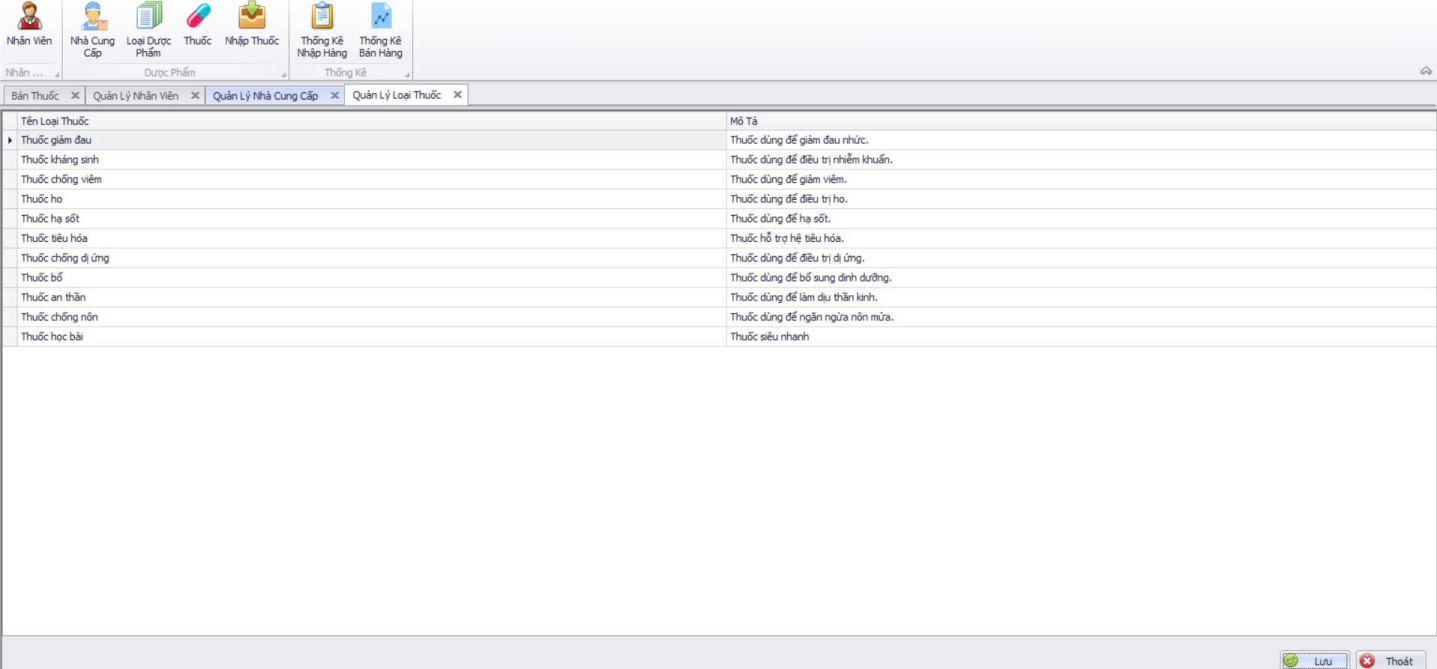 Nhân Viên
Nhà Cung Cấp
Loại Dược Phẩm
Thuốc
Nhập Thuốc
Thống Kê Nhập Hàng
Thống Kê Bán Hàng
Nhân ...
Dược Phẩm
Thống Kê
Bán Thuốc Quản Lý Nhân Viên Quản Lý Nhà Cung Cấp Quản Lý Loại Thuốc
Tên Loại Thuốc Mô Tả
Thuốc giảm đau Thuốc dùng để giảm đau nhức.
Thuốc kháng sinh Thuốc dùng để điều trị nhiễm khuẩn.
Thuốc chống viêm Thuốc dùng để giảm viêm.
Thuốc ho Thuốc dùng để điều trị ho.
Thuốc hạ sốt Thuốc dùng để hạ sốt.
Thuốc tiêu hóa Thuốc hỗ trợ hệ tiêu hóa.
Thuốc chống dị ứng Thuốc dùng để điều trị dị ứng.
Thuốc bổ Thuốc dùng để bổ sung dinh dưỡng.
Thuốc an thần Thuốc dùng để làm dịu thần kinh.
Thuốc chống nôn Thuốc dùng để ngăn ngừa nôn mửa.
Thuốc học bài Thuốc siêu nhanh
Lưu Thoát